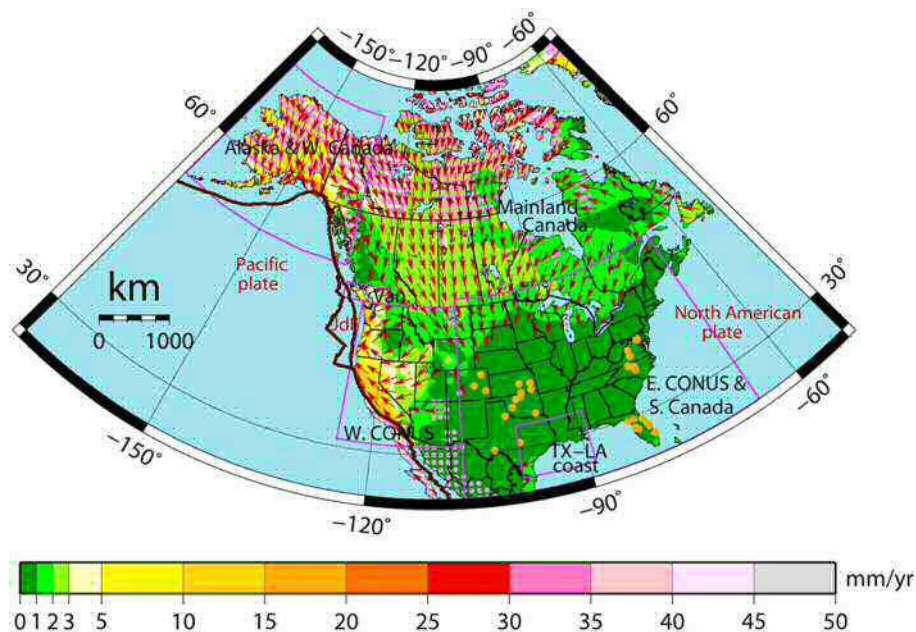 −150° −120° −90° −60°
60° 60°
Alaska & W. Canada
Mainland
Canada
Pacific
plate
30° 30°
km
0 1000
Van
JdF
North American
plate
E. CONUS &
S. Canada
−60°
−150°
W. CONUS
TX−LA
coast
−120° −90°
mm/yr
0 1 2 3 5 10 15 20 25 30 35 40 45 50